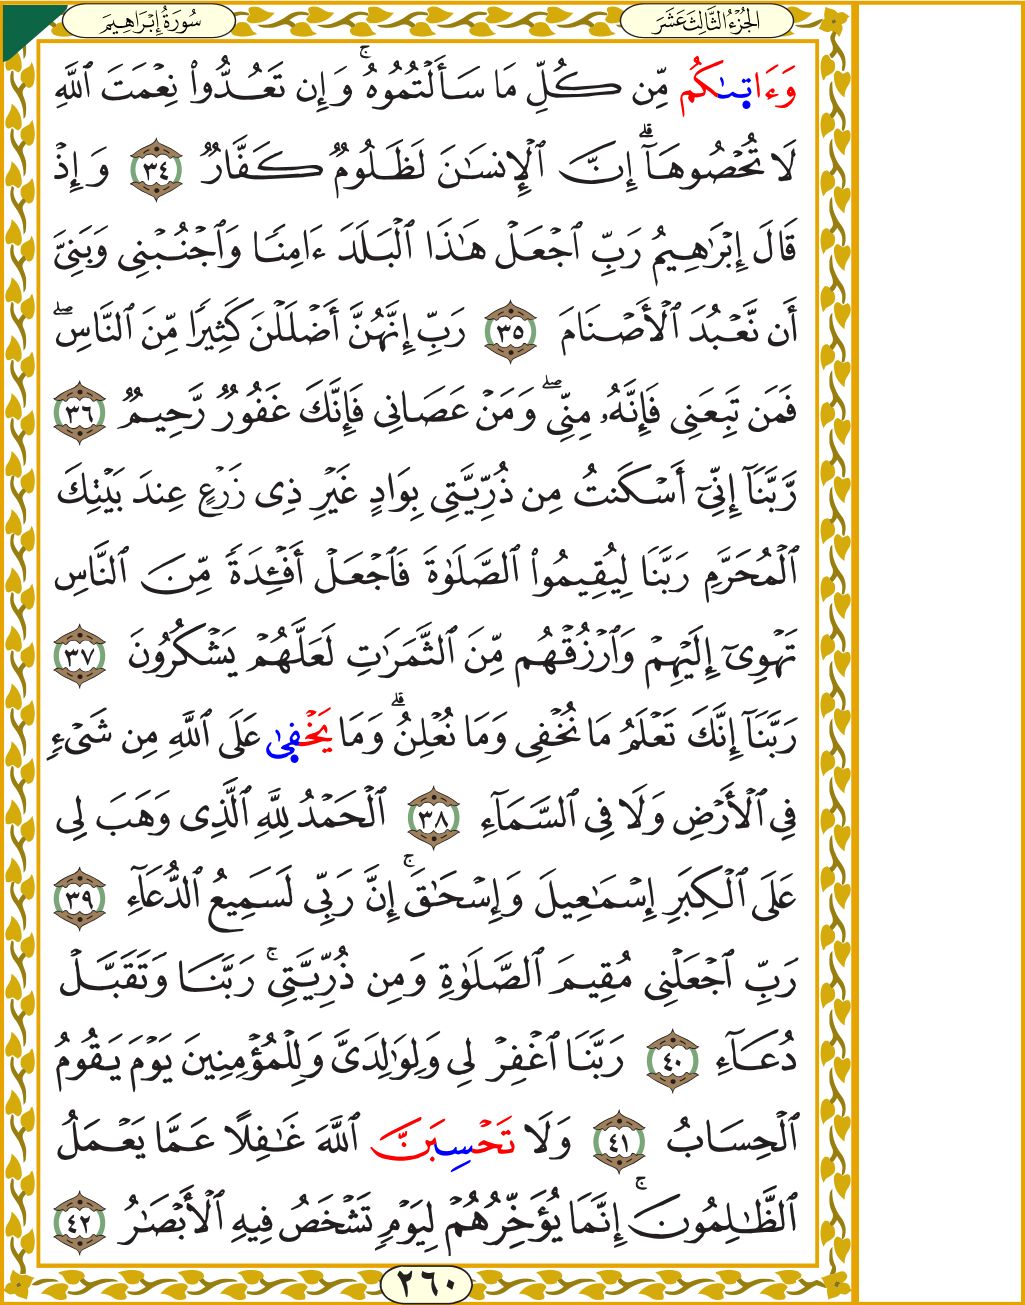 سُورَةُ إِبْرَاهِيمَ
الجُزْءُ الثَّالِثَ عَشَرَ
وَءَاتىٰكُم مِّن كُلِّ مَا سَأَلْتُمُوهُۚ وَإِن تَعُدُّوا۟ نِعْمَتَ ٱللَّهِ
لَا تُحْصُوهَآۗ إِنَّ ٱلْإِنسَـٰنَ لَظَلُومٌ كَفَّارٌ ٣٤ وَإِذْ
قَالَ إِبْرَٰهِيمُ رَبِّ ٱجْعَلْ هَـٰذَا ٱلْبَلَدَ ءَامِنًا وَٱجْنُبْنِى وَبَنِىَّ
أَن نَّعْبُدَ ٱلْأَصْنَامَ ٣٥ رَبِّ إِنَّهُنَّ أَضْلَلْنَ كَثِيرًا مِّنَ ٱلنَّاسِۖ
فَمَن تَبِعَنِى فَإِنَّهُۥ مِنِّىۖ وَمَنْ عَصَانِى فَإِنَّكَ غَفُورٌ رَّحِيمٌ ٣٦
رَّبَّنَآ إِنِّىٓ أَسْكَنتُ مِن ذُرِّيَّتِى بِوَادٍ غَيْرِ ذِى زَرْعٍ عِندَ بَيْتِكَ
ٱلْمُحَرَّمِ رَبَّنَا لِيُقِيمُوا۟ ٱلصَّلَوٰةَ فَٱجْعَلْ أَفْـِٔدَةً مِّنَ ٱلنَّاسِ
تَهْوِىٓ إِلَيْهِمْ وَٱرْزُقْهُم مِّنَ ٱلثَّمَرَٰتِ لَعَلَّهُمْ يَشْكُرُونَ ٣٧
رَبَّنَآ إِنَّكَ تَعْلَمُ مَا نُخْفِى وَمَا نُعْلِنُۗ وَمَا يَخْفىٰ عَلَى ٱللَّهِ مِن شَىْءٍ
فِى ٱلْأَرْضِ وَلَا فِى ٱلسَّمَآءِ ٣٨ ٱلْحَمْدُ لِلَّهِ ٱلَّذِى وَهَبَ لِى
عَلَى ٱلْكِبَرِ إِسْمَـٰعِيلَ وَإِسْحَـٰقَۚ إِنَّ رَبِّى لَسَمِيعُ ٱلدُّعَآءِ ٣٩
رَبِّ ٱجْعَلْنِى مُقِيمَ ٱلصَّلَوٰةِ وَمِن ذُرِّيَّتِىۚ رَبَّنَا وَتَقَبَّلْ
دُعَآءِ ٤٠ رَبَّنَا ٱغْفِرْ لِى وَلِوَٰلِدَىَّ وَلِلْمُؤْمِنِينَ يَوْمَ يَقُومُ
ٱلْحِسَابُ ٤١ وَلَا تَحْسِبَنَّ ٱللَّهَ غَـٰفِلًا عَمَّا يَعْمَلُ
ٱلظَّـٰلِمُونَۚ إِنَّمَا يُؤَخِّرُهُمْ لِيَوْمٍ تَشْخَصُ فِيهِ ٱلْأَبْصَـٰرُ ٤٢
٢٦٠